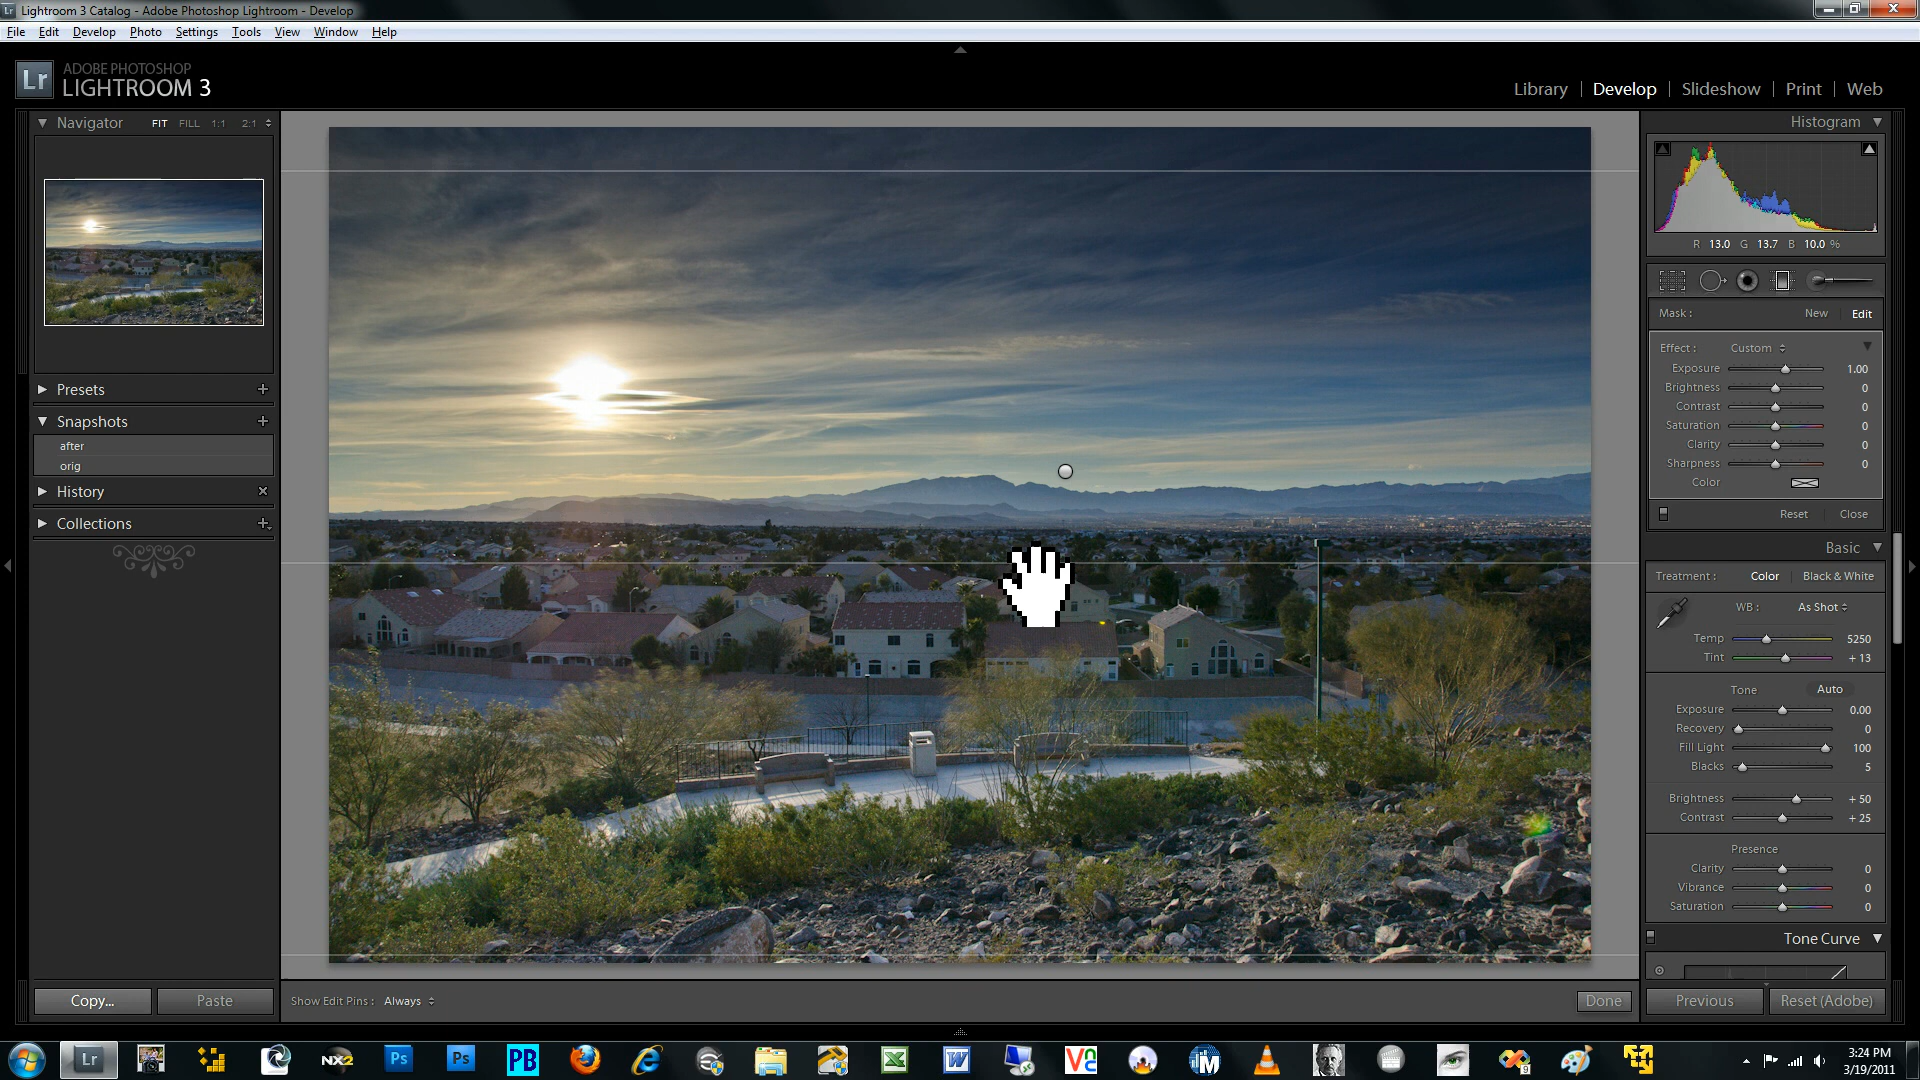 Lightroom 3 Catalog - Adobe Photoshop Lightroom - Develop
File Edit Develop Photo Settings Tools View Window Help
Lr ADOBE PHOTOSHOP
LIGHTROOM 3
Library | Develop | Slideshow | Print | Web
Navigator FIT FILL 1:1 2:1
Presets
Snapshots
after
orig
History
Collections
Copy... Paste
Show Edit Pins : Always
Done
Histogram
R 13.0 G 13.7 B 10.0 %
Mask : New Edit
Effect : Custom
Exposure 1.00
Brightness 0
Contrast 0
Saturation 0
Clarity 0
Sharpness 0
Color
Reset Close
Basic
Treatment : Color Black & White
WB : As Shot
Temp 5250
Tint + 13
Tone Auto
Exposure 0.00
Recovery 0
Fill Light 100
Blacks 5
Brightness + 50
Contrast + 25
Presence
Clarity 0
Vibrance 0
Saturation 0
Tone Curve
Previous Reset (Adobe)
Lr NX2 Ps Ps PB
3:24 PM
3/19/2011